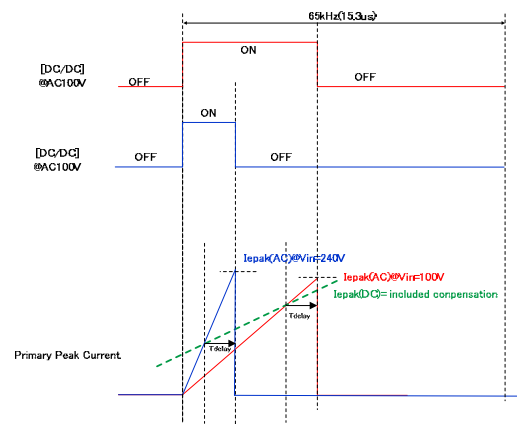 65kHz(15.3us)
[DC/DC]
@AC100V
OFF
ON
OFF
[DC/DC]
@AC100V
OFF
ON
OFF
Iepak(AC)@Vin=240V
Iepak(AC)@Vin=100V
Iepak(DC)=included conpensation
Tdelay
Tdelay
Primary Peak Current